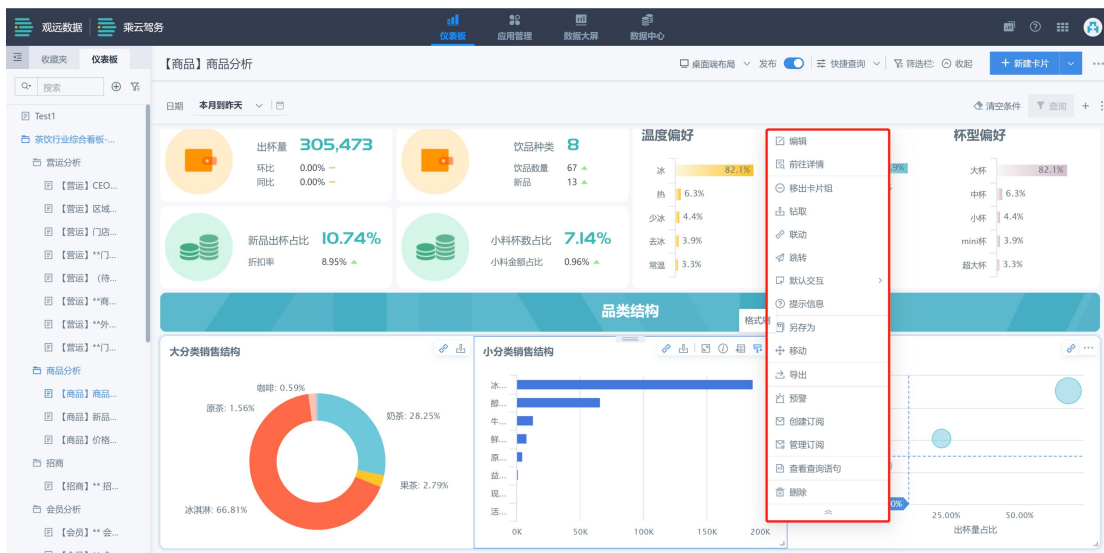 观远数据 乘云驾务
仪表板 应用管理 数据大屏 数据中心
收藏夹 仪表板
搜索
Test1
茶饮行业综合看板-...
营运分析
【营运】CEO...
【营运】区域...
【营运】门店...
【营运】**门...
【营运】(待...
【营运】**商...
【营运】**外...
【营运】**门...
商品分析
【商品】商品...
【商品】新品...
【商品】价格...
招商
【招商】** 招...
会员分析
【会员】** 会...
【商品】商品分析
桌面端布局 发布 快捷查询 筛选栏: 收起 + 新建卡片
日期 本月到昨天
清空条件 查询
出杯量 305,473
环比 0.00%
同比 0.00%
饮品种类 8
饮品数量 67
新品 13
新品出杯占比 10.74%
折扣率 8.95%
小料杯数占比 7.14%
小料金额占比 0.96%
温度偏好
冰 82.1%
热 6.3%
少冰 4.4%
去冰 3.9%
常温 3.3%
杯型偏好
大杯 82.1%
中杯 6.3%
小杯 4.4%
mini杯 3.9%
超大杯 3.3%
品类结构
格式刷
编辑
前往详情
移出卡片组
钻取
联动
跳转
默认交互
提示信息
另存为
移动
导出
预警
创建订阅
管理订阅
查看查询语句
删除
大分类销售结构
咖啡: 0.59%
原茶: 1.56%
奶茶: 28.25%
果茶: 2.79%
冰淇淋: 66.81%
小分类销售结构
冰...
醇...
牛...
鲜...
原...
益...
现...
活...
0K 50K 100K 150K 200K
25.00% 50.00%
出杯量占比